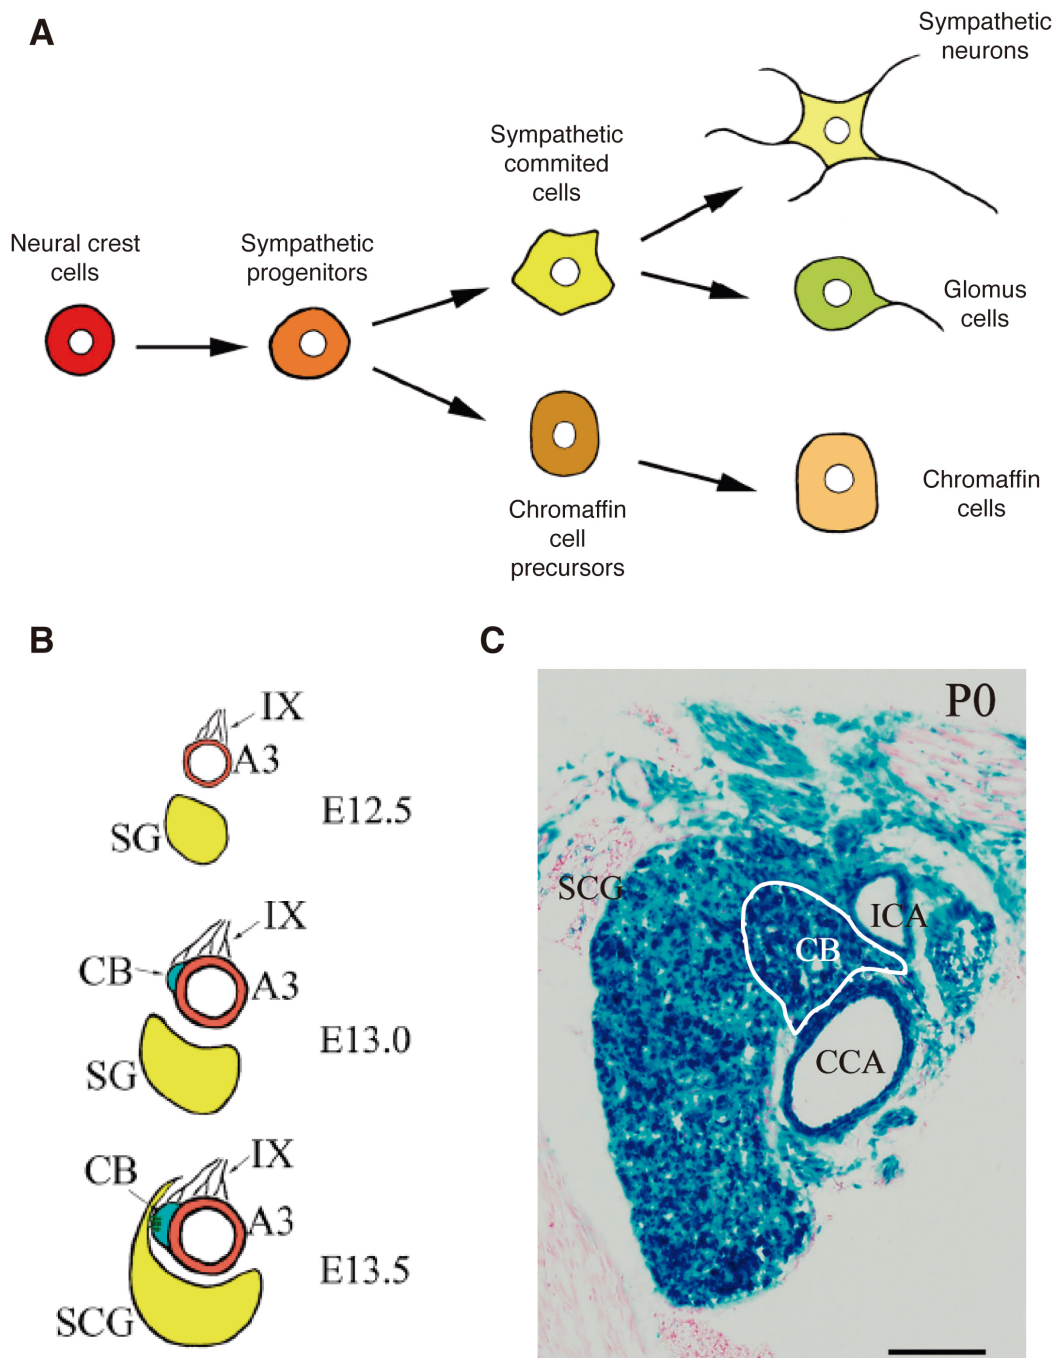 A
Sympathetic
neurons
Sympathetic
commited
cells
Neural crest
cells
Sympathetic
progenitors
Glomus
cells
Chromaffin
cell
precursors
Chromaffin
cells
B
IX
A3
SG
E12.5
IX
CB
A3
SG
E13.0
CB
IX
A3
SCG
E13.5
C
P0
SCG
ICA
CB
CCA